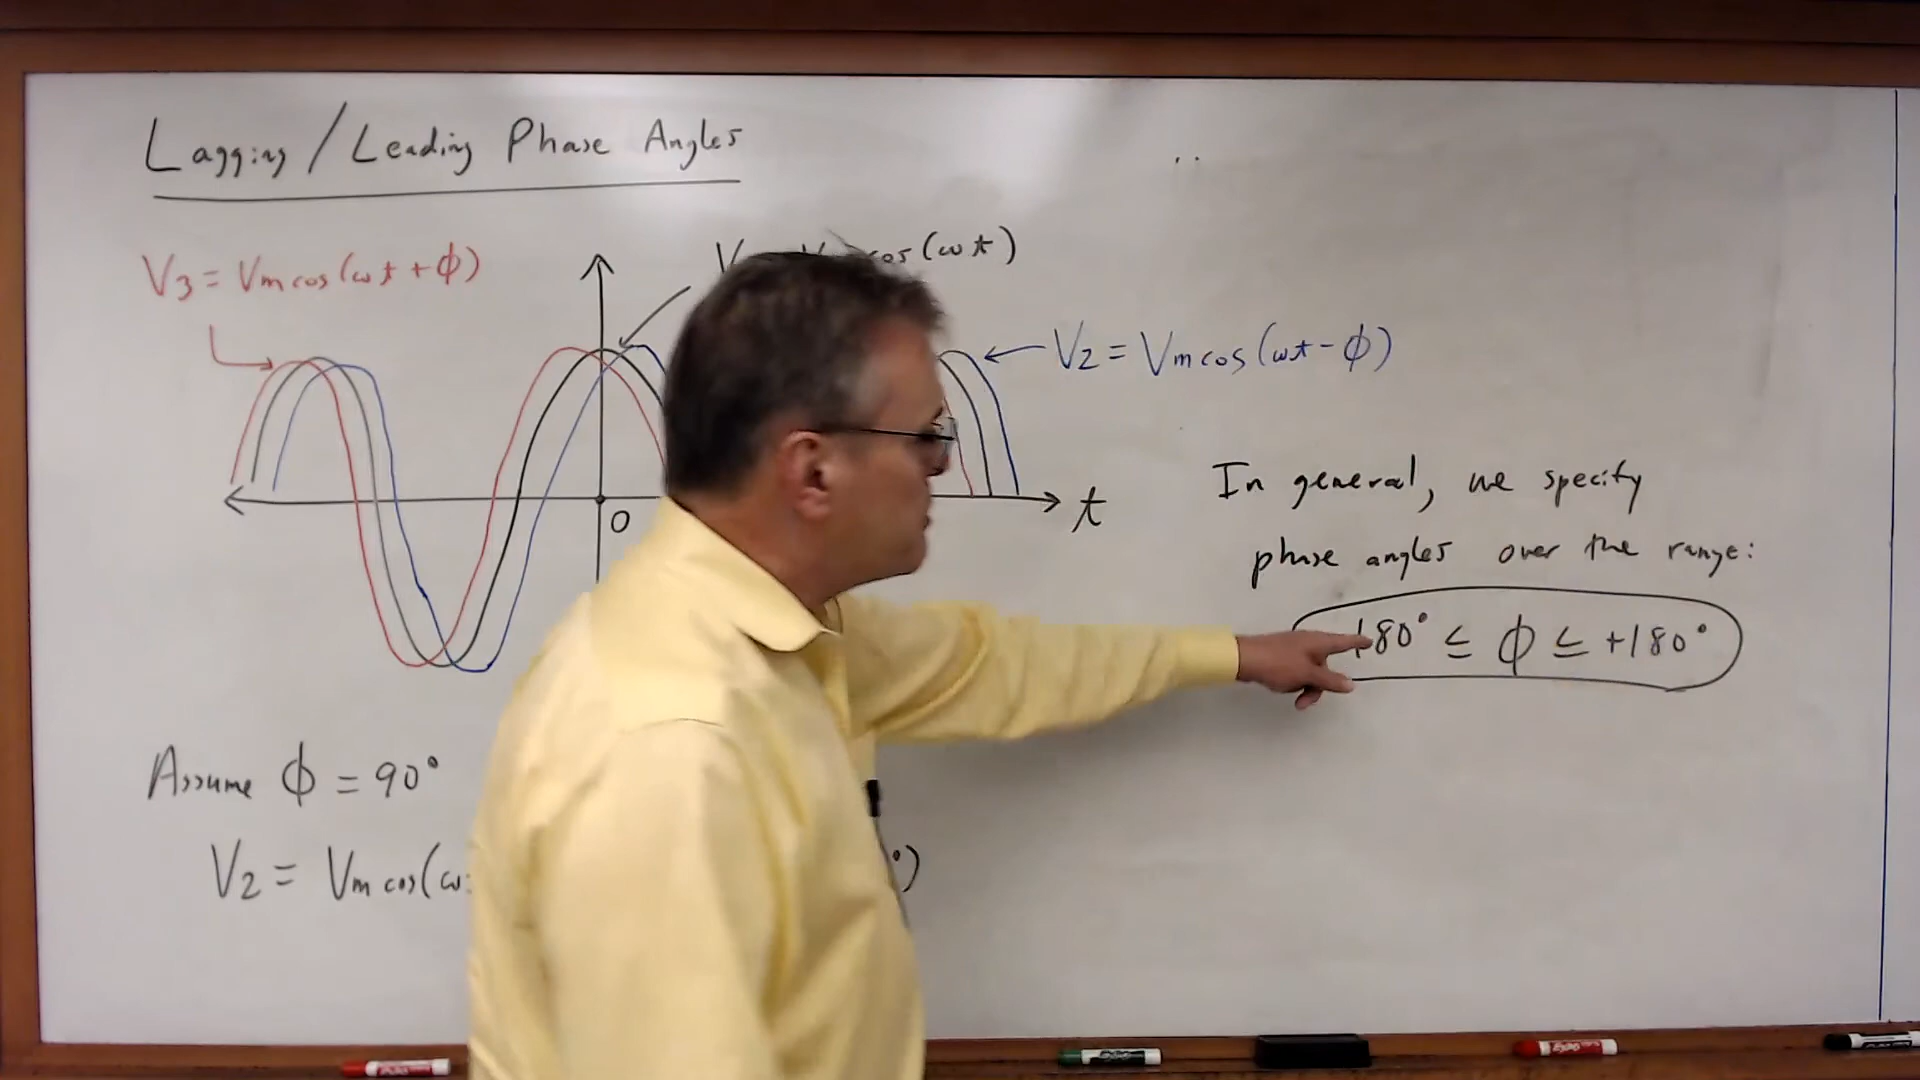 Lagging / Leading Phase Angles
V3 = Vm cos (ωt + ϕ)
cos (ωt)
V2 = Vm cos (ωt - ϕ)
t
0
In general, we specify
phase angles over the range:
180° ≤ ϕ ≤ +180°
Assume ϕ = 90°
V2 = Vm cos (ω
°)